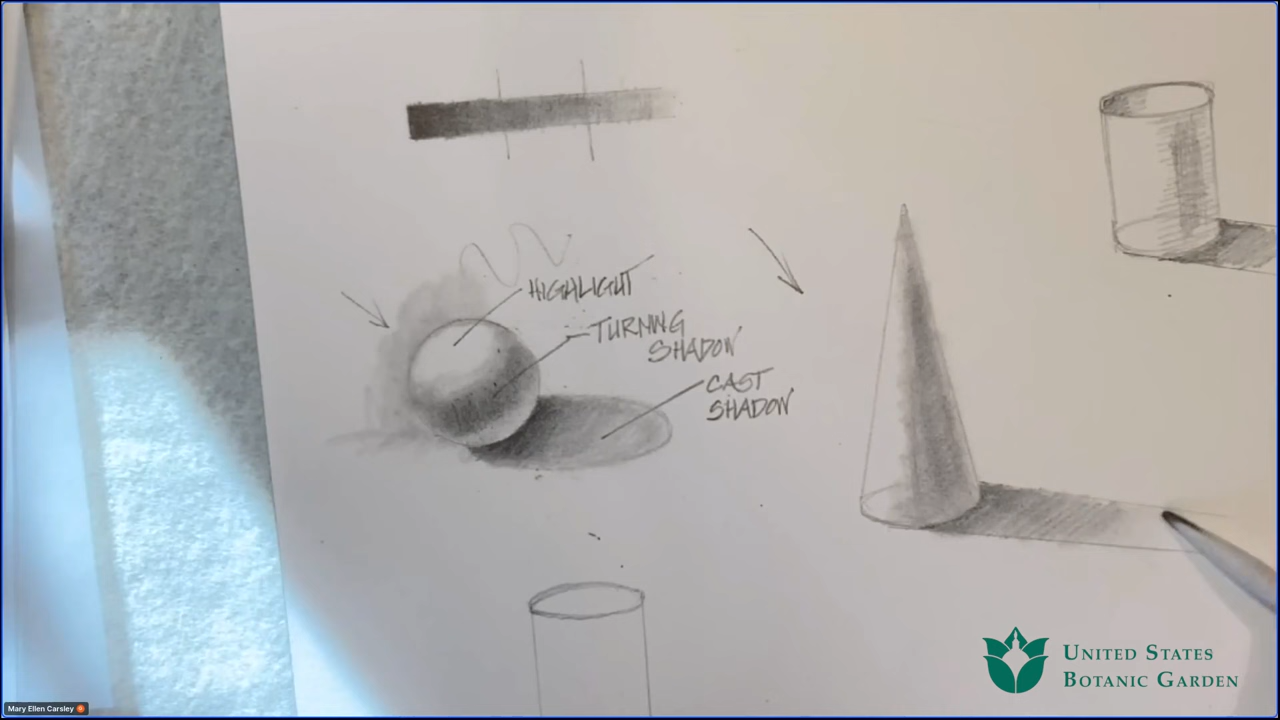 HIGHLIGHT
TURNING
SHADOW
CAST
SHADOW
UNITED STATES
BOTANIC GARDEN
Mary Ellen Carsley